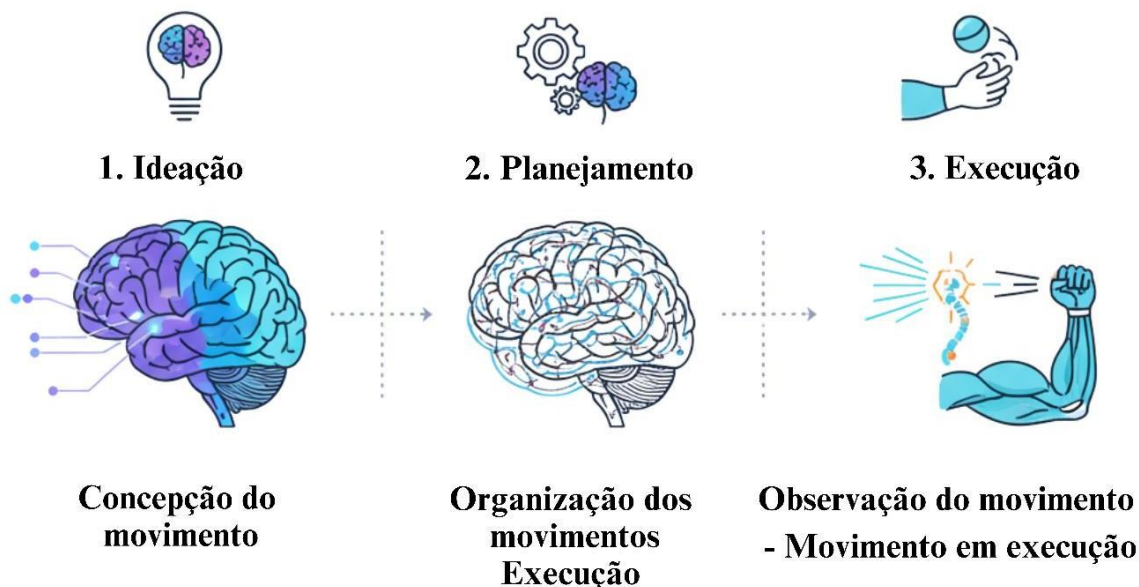 1. Ideação
2. Planejamento
3. Execução
Concepção do
movimento
Organização dos
movimentos
Execução
Observação do movimento
- Movimento em execução